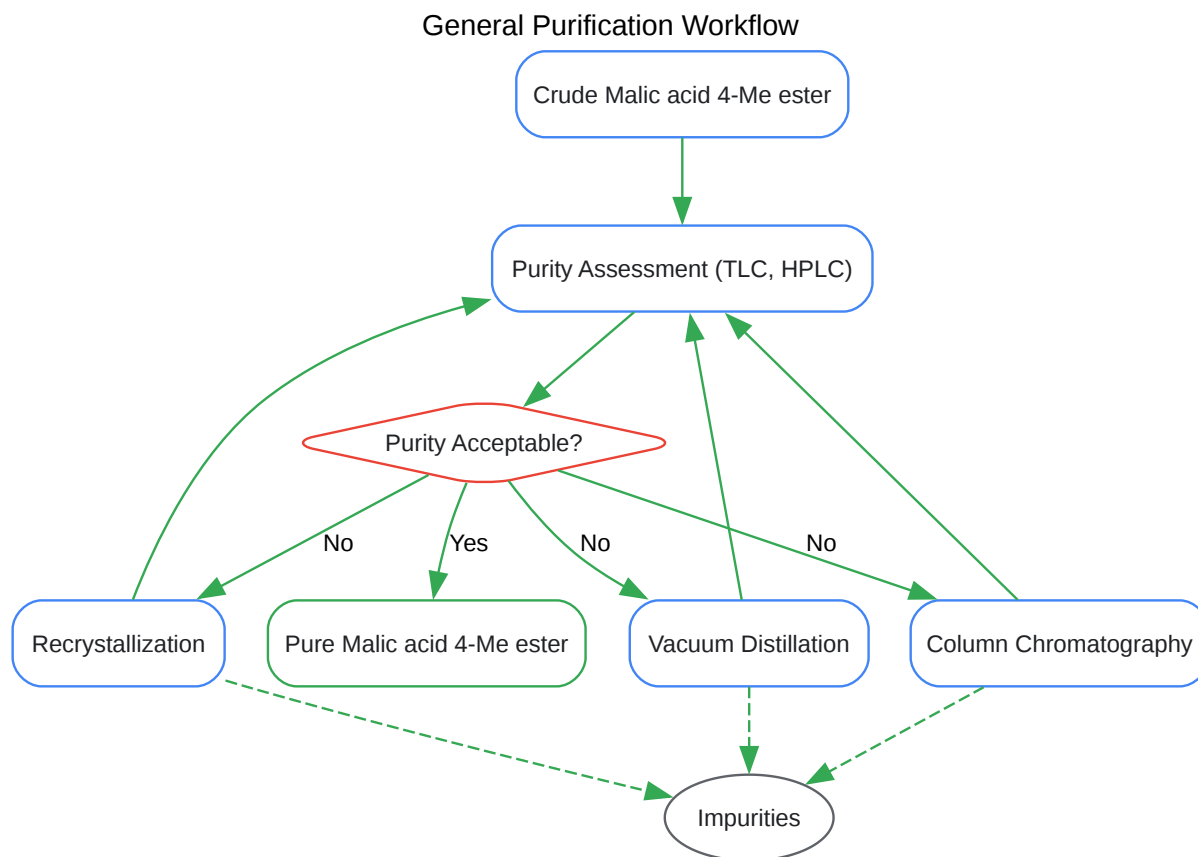 General Purification Workflow
Crude Malic acid 4-Me ester
Purity Assessment (TLC, HPLC)
Purity Acceptable?
No
Yes
No
No
Recrystallization
Pure Malic acid 4-Me ester
Vacuum Distillation
Column Chromatography
Impurities